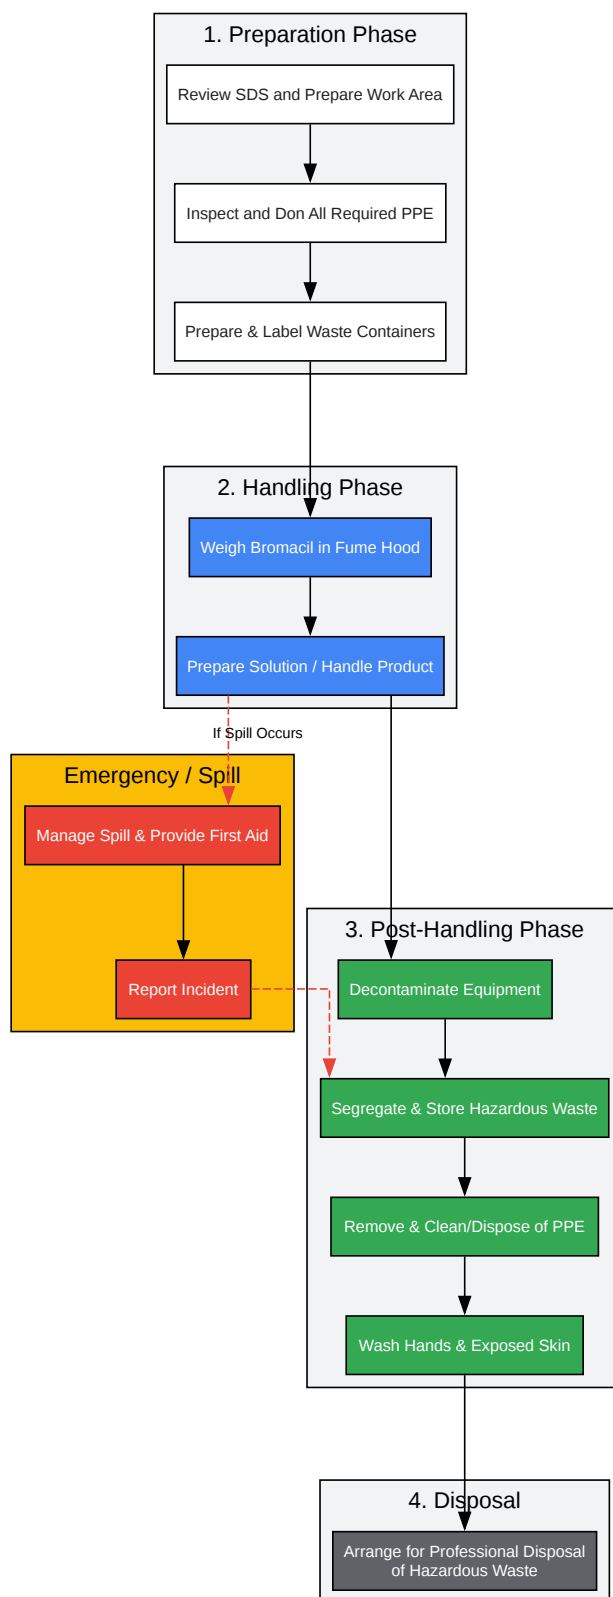 1. Preparation Phase
Review SDS and Prepare Work Area
Inspect and Don All Required PPE
Prepare & Label Waste Containers
2. Handling Phase
Weigh Bromacil in Fume Hood
Prepare Solution / Handle Product
If Spill Occurs
Emergency / Spill
Manage Spill & Provide First Aid
Report Incident
3. Post-Handling Phase
Decontaminate Equipment
Segregate & Store Hazardous Waste
Remove & Clean/Dispose of PPE
Wash Hands & Exposed Skin
4. Disposal
Arrange for Professional Disposal
of Hazardous Waste